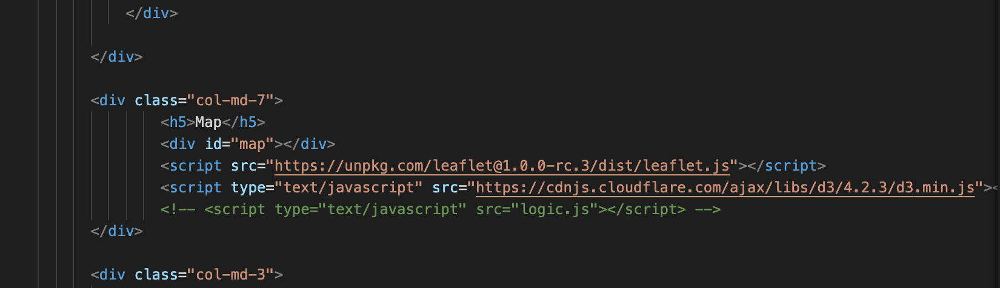 </div>
</div>
<div class="col-md-7">
<h5>Map</h5>
<div id="map"></div>
<script src="https://unpkg.com/leaflet@1.0.0-rc.3/dist/leaflet.js"></script>
<script type="text/javascript" src="https://cdnjs.cloudflare.com/ajax/libs/d3/4.2.3/d3.min.js"><
<!-- <script type="text/javascript" src="logic.js"></script> -->
</div>
<div class="col-md-3">